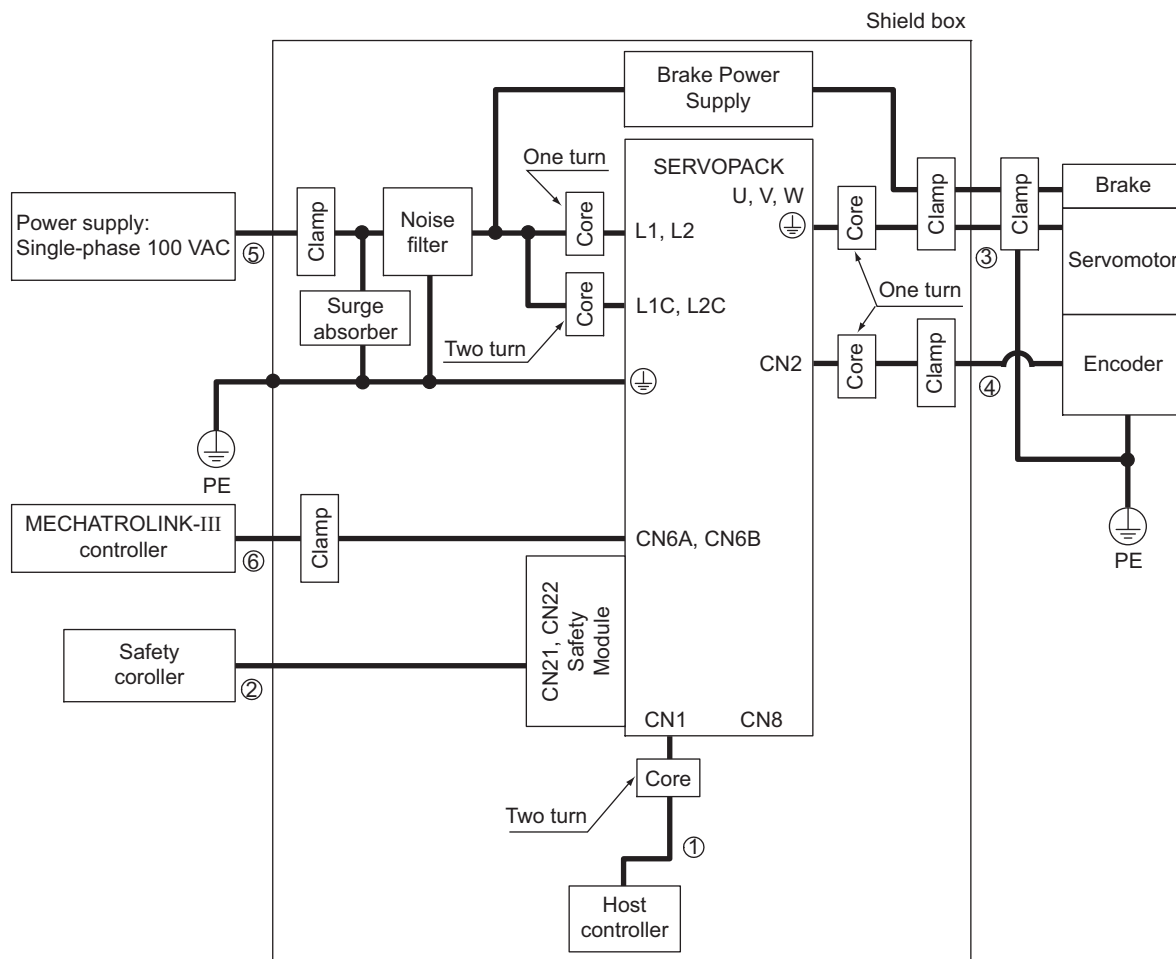 Shield box
Brake Power
Supply
One turn
SERVOPACK
U, V, W
Power supply:
Single-phase 100 VAC
⑤
Clamp
Noise
filter
Core
L1, L2
Core
Clamp
Clamp
Brake
③
Servomotor
Surge
absorber
Core
L1C, L2C
Two turn
One turn
CN2
Core
Clamp
④
Encoder
PE
MECHATROLINK-III
controller
⑥
Clamp
CN6A, CN6B
PE
Safety
coroller
②
CN21, CN22
Safety
Module
CN1
CN8
Core
Two turn
①
Host
controller